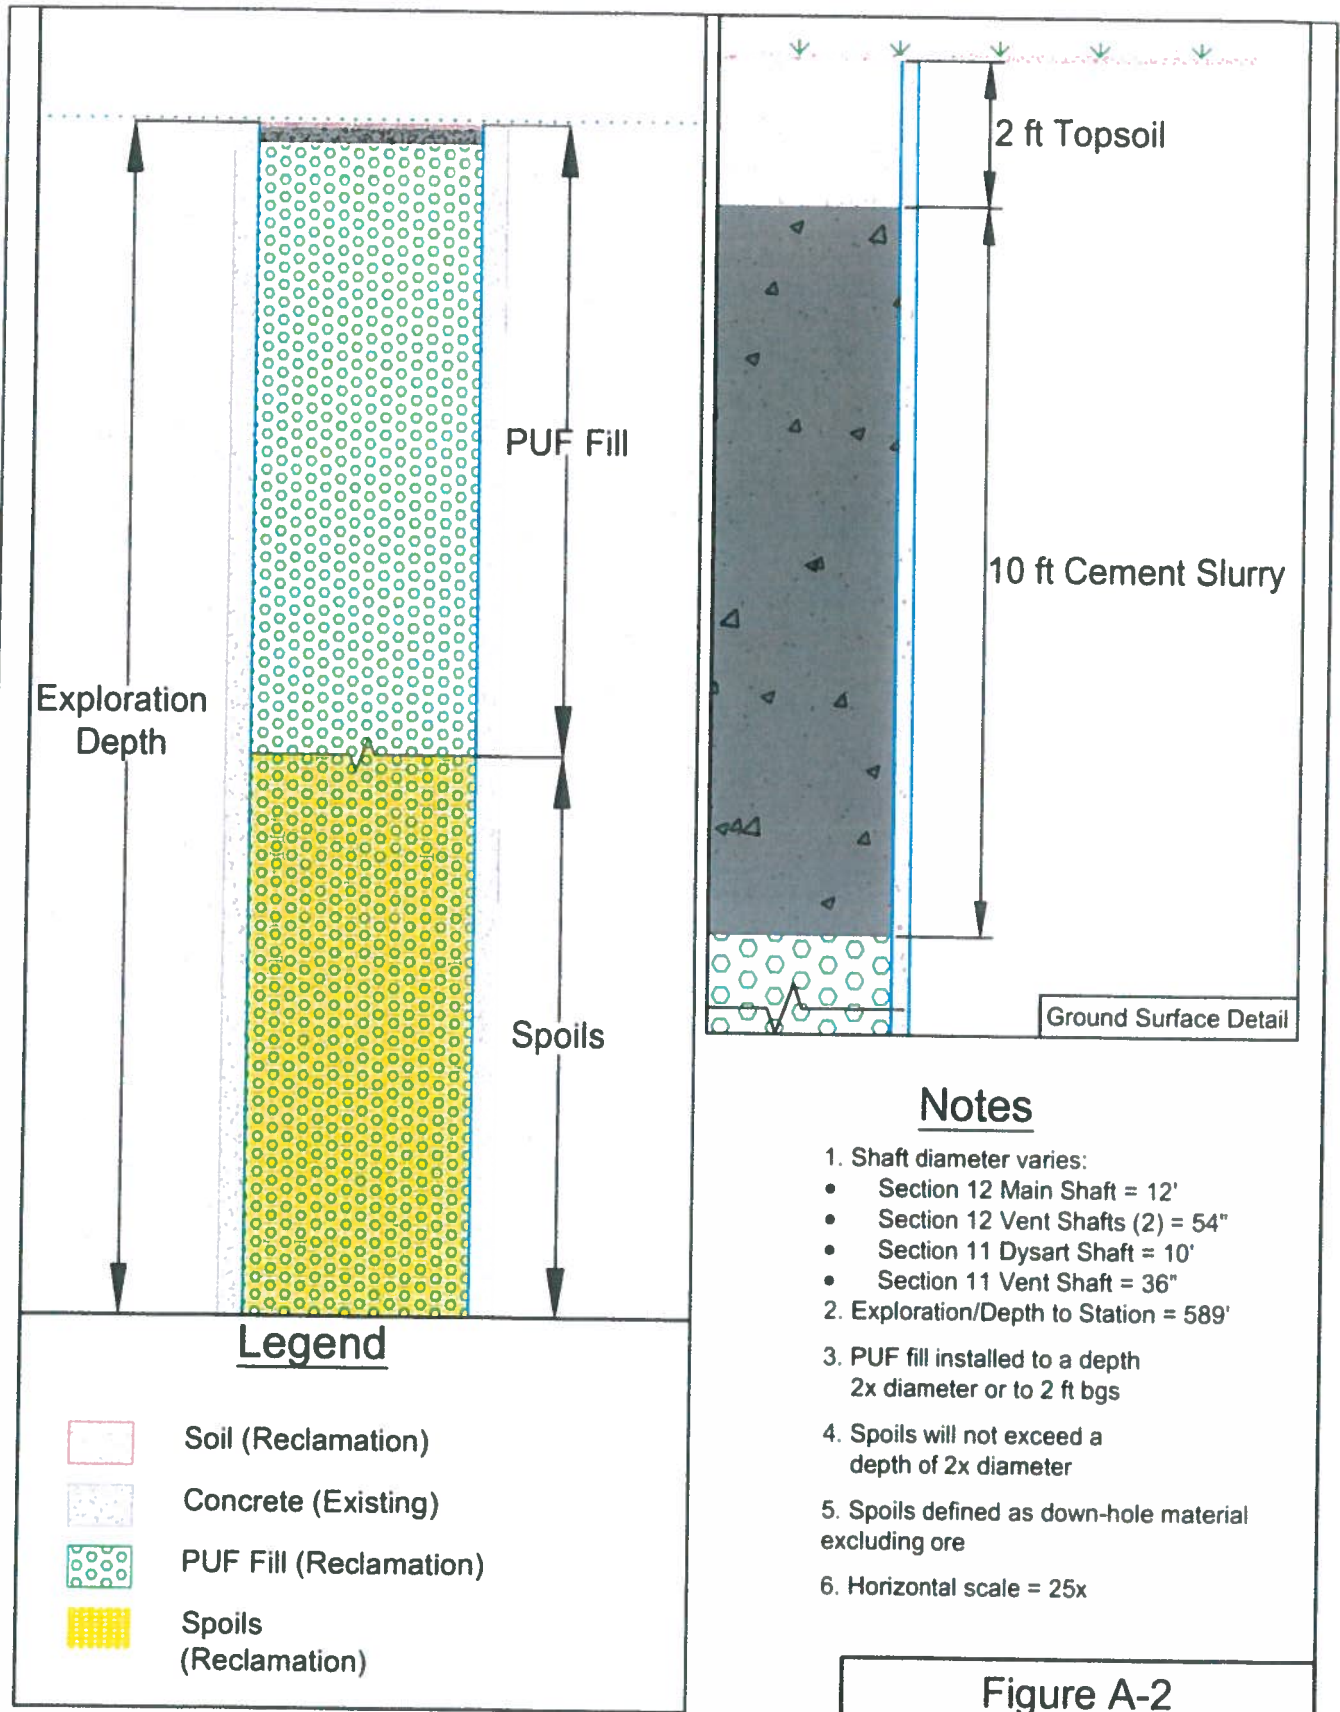 2 ft Topsoil
PUF Fill
10 ft Cement Slurry
Exploration
Depth
Spoils
Ground Surface Detail
Legend
Soil (Reclamation)
Concrete (Existing)
PUF Fill (Reclamation)
Spoils
(Reclamation)
Notes
1. Shaft diameter varies:
• Section 12 Main Shaft = 12'
• Section 12 Vent Shafts (2) = 54"
• Section 11 Dysart Shaft = 10'
• Section 11 Vent Shaft = 36"
2. Exploration/Depth to Station = 589'
3. PUF fill installed to a depth
2x diameter or to 2 ft bgs
4. Spoils will not exceed a
depth of 2x diameter
5. Spoils defined as down-hole material
excluding ore
6. Horizontal scale = 25x
Figure A-2